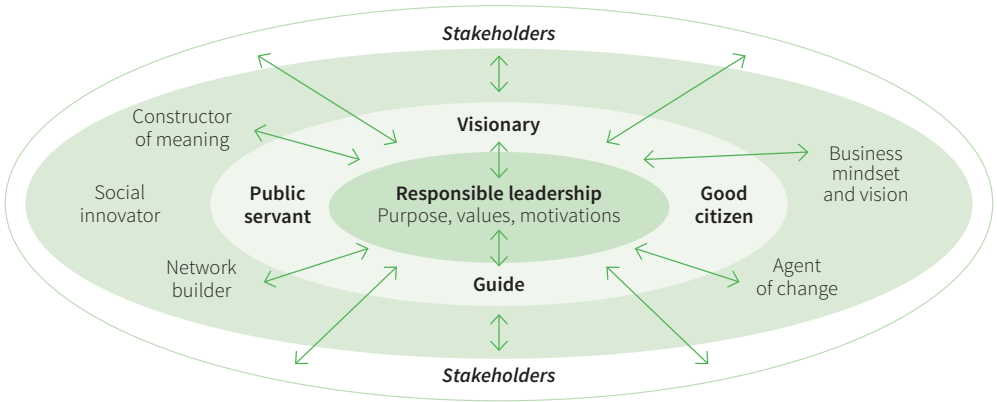 Stakeholders
Constructor
of meaning
Visionary
Business
mindset
and vision
Social
innovator
Public
servant
Responsible leadership
Purpose, values, motivations
Good
citizen
Network
builder
Guide
Agent
of change
Stakeholders